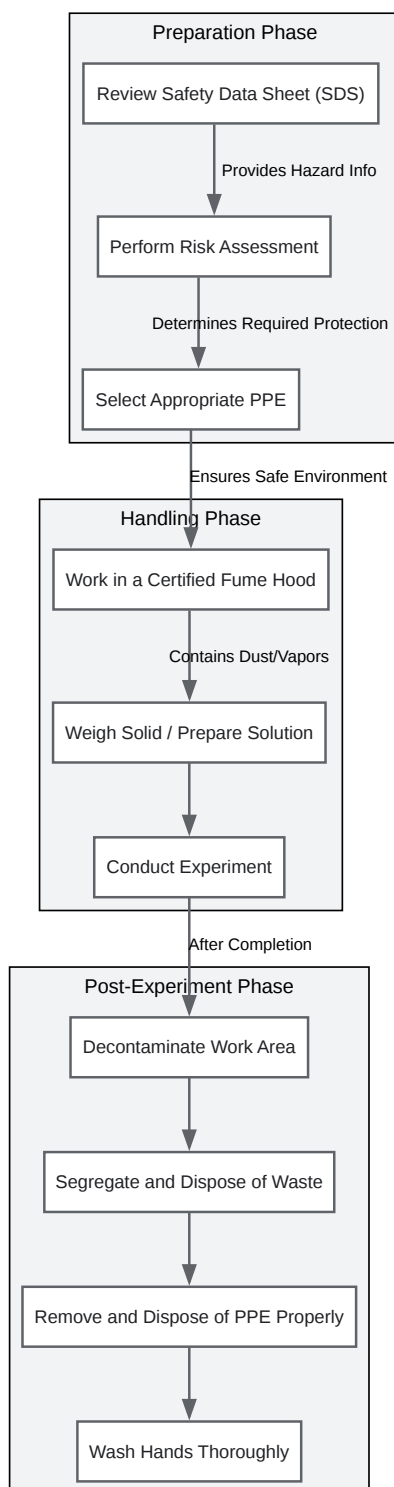 Preparation Phase
Review Safety Data Sheet (SDS)
Provides Hazard Info
Perform Risk Assessment
Determines Required Protection
Select Appropriate PPE
Ensures Safe Environment
Handling Phase
Work in a Certified Fume Hood
Contains Dust/Vapors
Weigh Solid / Prepare Solution
Conduct Experiment
After Completion
Post-Experiment Phase
Decontaminate Work Area
Segregate and Dispose of Waste
Remove and Dispose of PPE Properly
Wash Hands Thoroughly